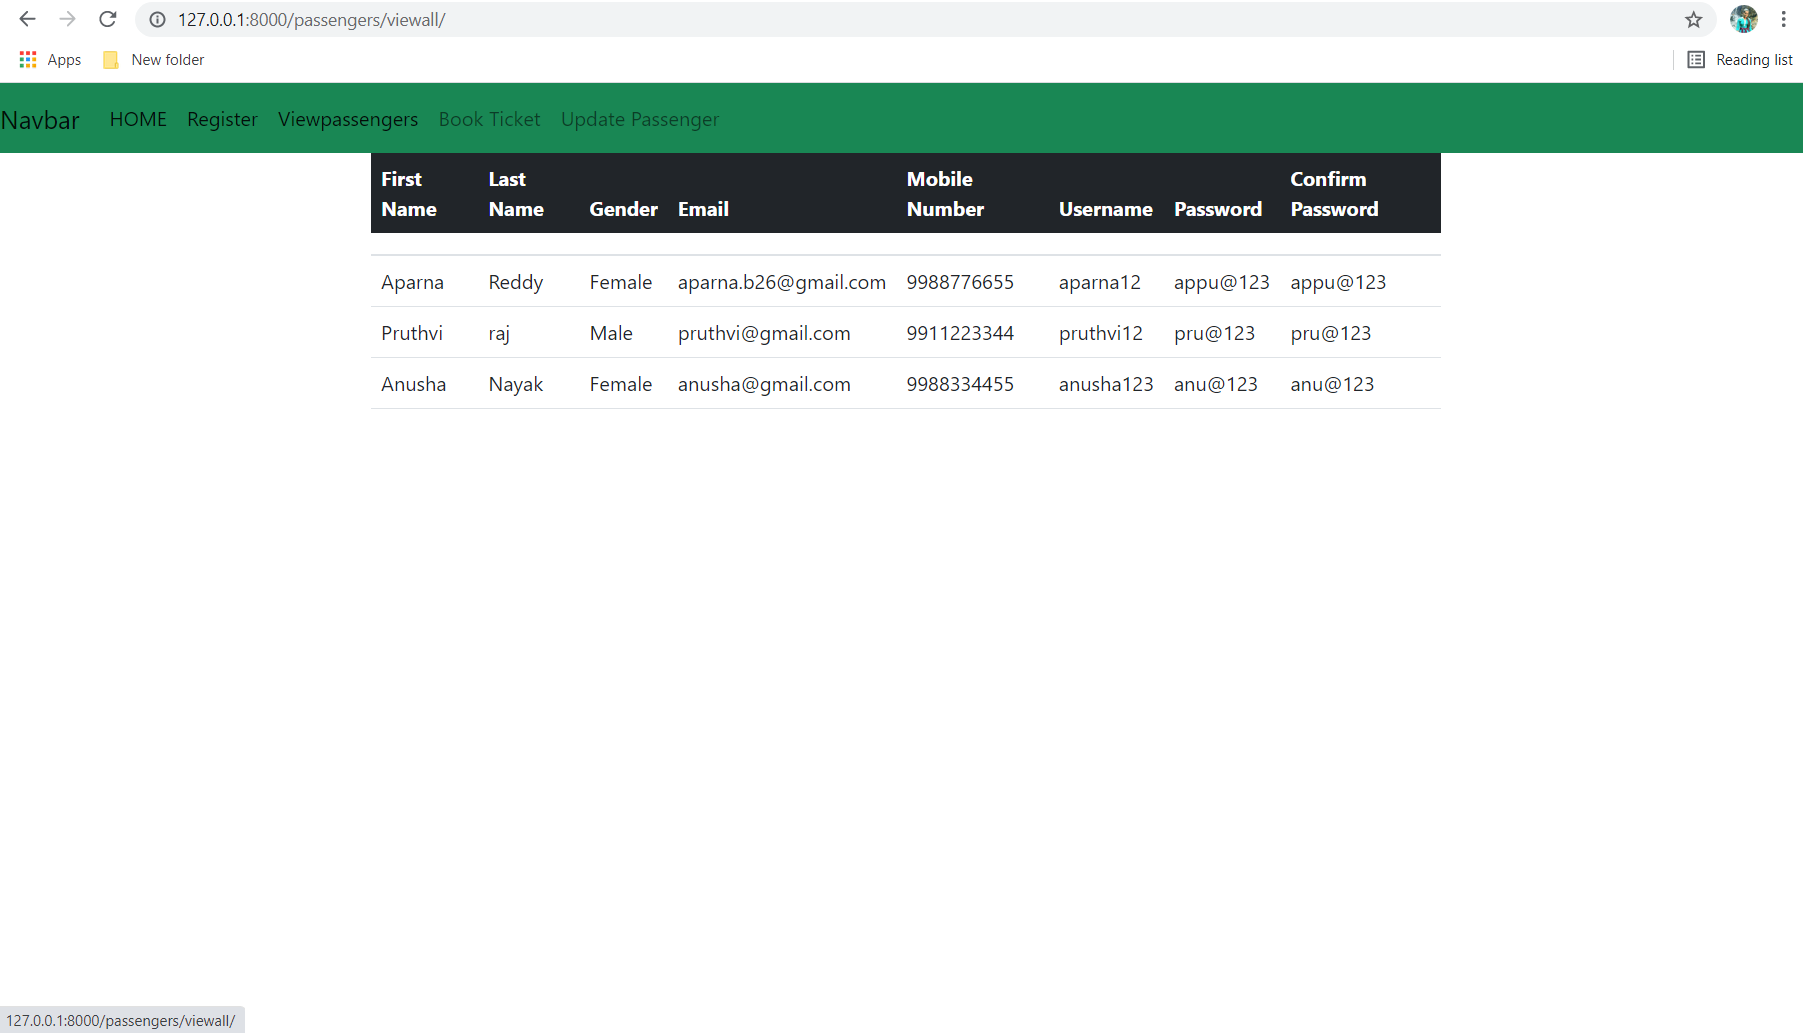 127.0.0.1:8000/passengers/viewall/
Apps New folder Reading list
Navbar HOME Register Viewpassengers Book Ticket Update Passenger
First Name Last Name Gender Email Mobile Number Username Password Confirm Password
Aparna Reddy Female aparna.b26@gmail.com 9988776655 aparna12 appu@123 appu@123
Pruthvi raj Male pruthvi@gmail.com 9911223344 pruthvi12 pru@123 pru@123
Anusha Nayak Female anusha@gmail.com 9988334455 anusha123 anu@123 anu@123
127.0.0.1:8000/passengers/viewall/